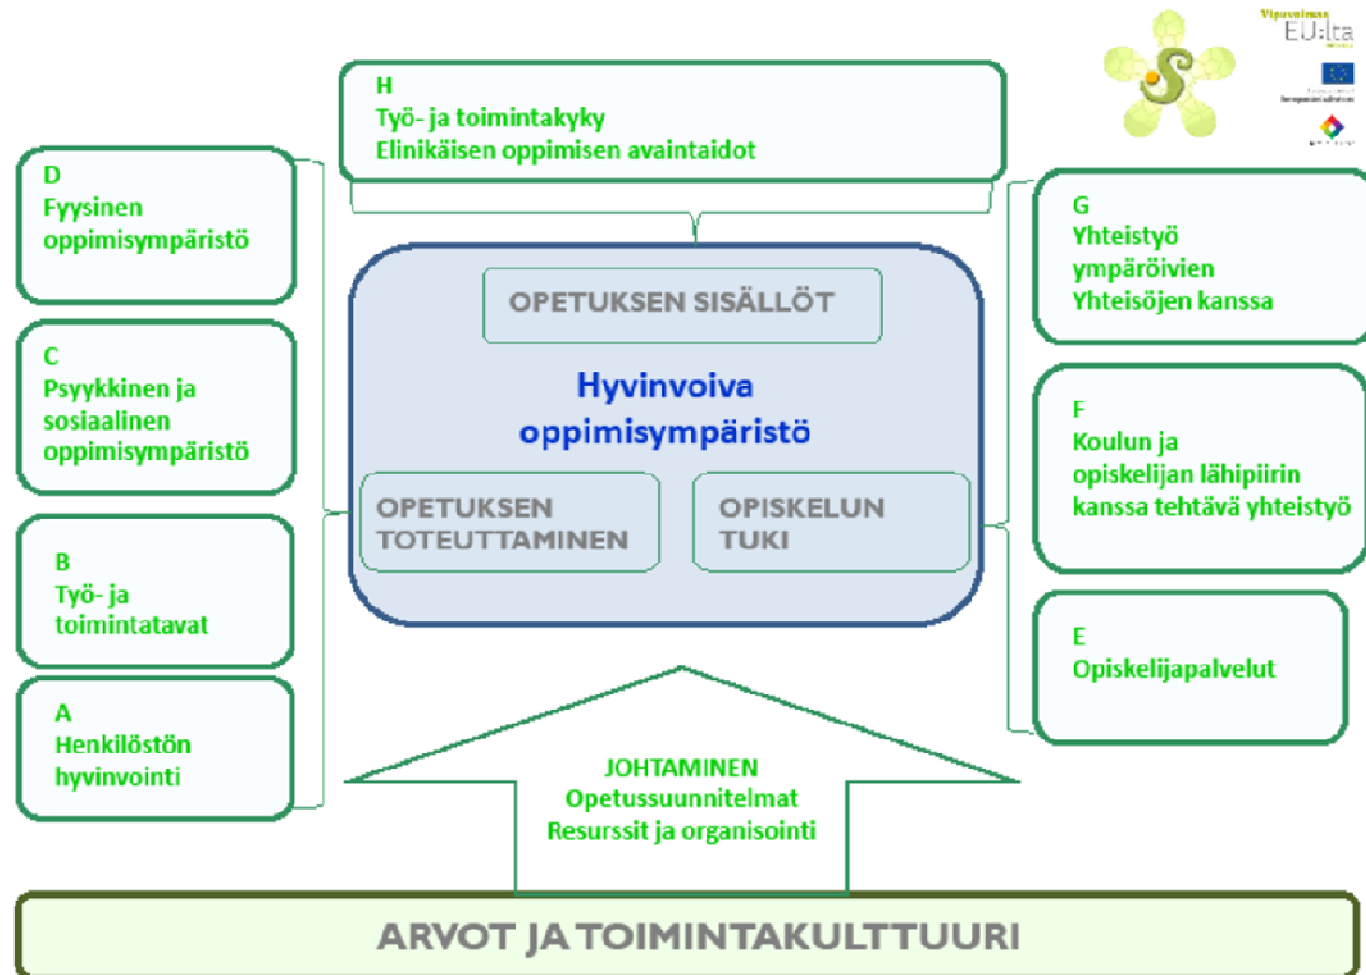 Vipuvoimaa
EU:lta
H
Työ- ja toimintakyky
Elinikäisen oppimisen avaintaidot
D
Fyysinen
oppimisympäristö
C
Psyykkinen ja
sosiaalinen
oppimisympäristö
B
Työ- ja
toimintatavat
A
Henkilöstön
hyvinvointi
OPETUKSEN SISÄLLÖT
Hyvinvoiva
oppimisympäristö
OPETUKSEN
TOTEUTTAMINEN
OPISKELUN
TUKI
G
Yhteistyö
ympäröivien
Yhteisöjen kanssa
F
Koulun ja
opiskelijan lähipiirin
kanssa tehtävä yhteistyö
E
Opiskelijapalvelut
JOHTAMINEN
Opetussuunnitelmat
Resurssit ja organisointi
ARVOT JA TOIMINTAKULTTUURI